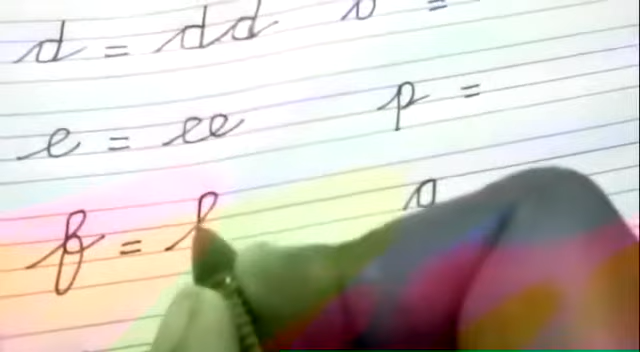 d = dd
e = ee p =
f =